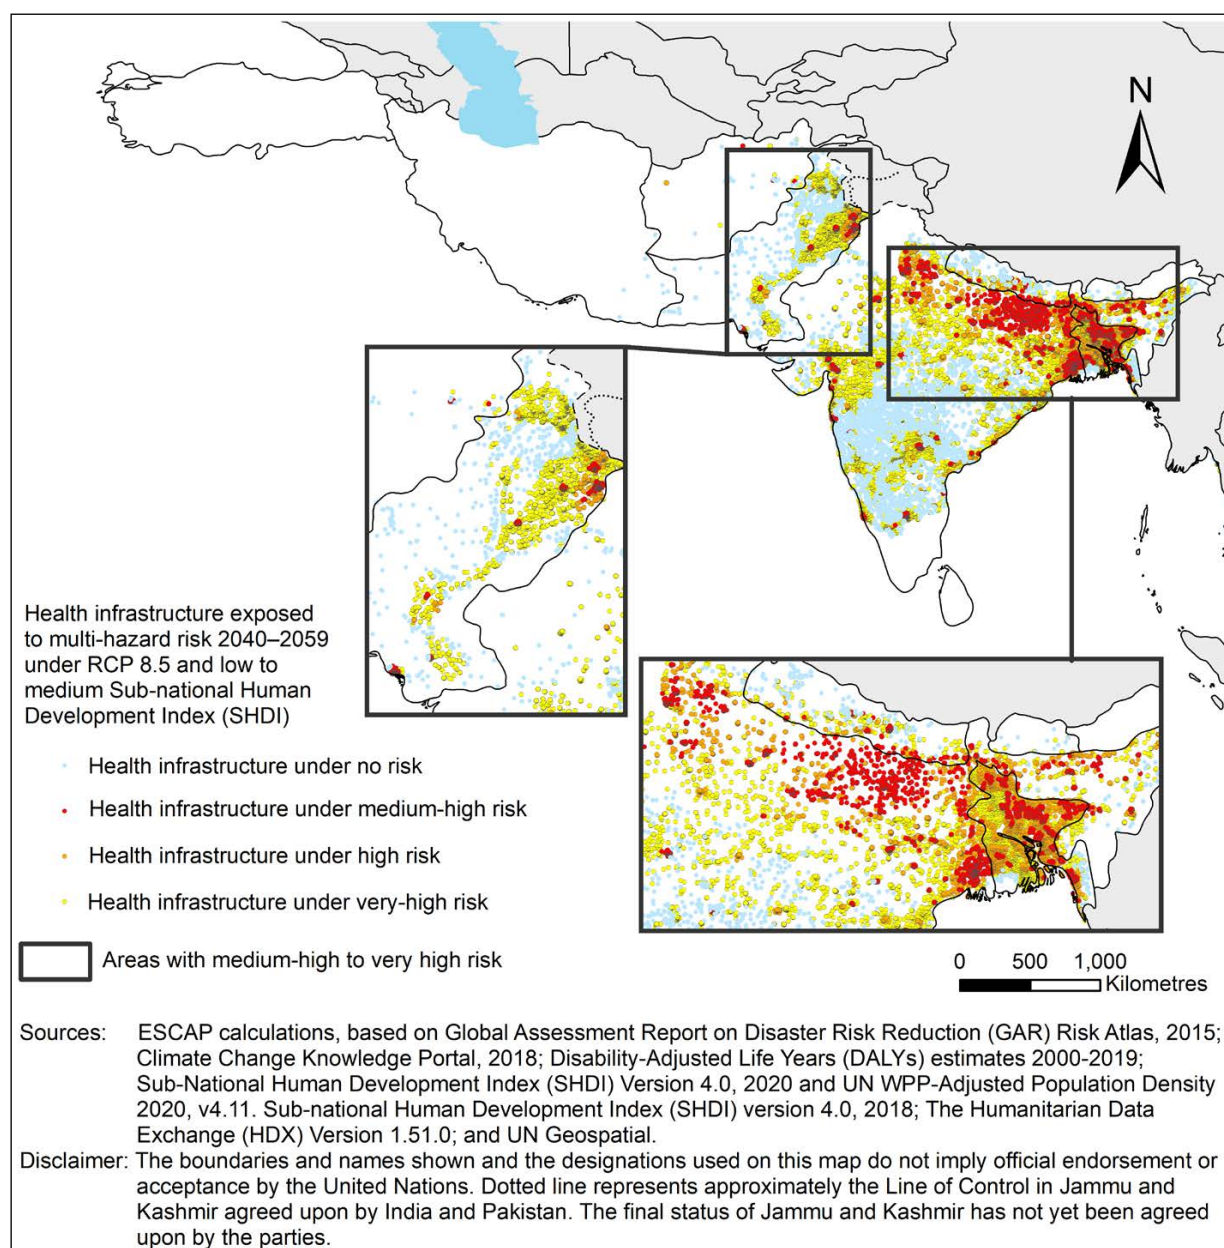 N
Health infrastructure exposed
to multi-hazard risk 2040–2059
under RCP 8.5 and low to
medium Sub-national Human
Development Index (SHDI)
Health infrastructure under no risk
Health infrastructure under medium-high risk
Health infrastructure under high risk
Health infrastructure under very-high risk
Areas with medium-high to very high risk
0 500 1,000
Kilometres
Sources: ESCAP calculations, based on Global Assessment Report on Disaster Risk Reduction (GAR) Risk Atlas, 2015;
Climate Change Knowledge Portal, 2018; Disability-Adjusted Life Years (DALYs) estimates 2000-2019;
Sub-National Human Development Index (SHDI) Version 4.0, 2020 and UN WPP-Adjusted Population Density
2020, v4.11. Sub-national Human Development Index (SHDI) version 4.0, 2018; The Humanitarian Data
Exchange (HDX) Version 1.51.0; and UN Geospatial.
Disclaimer: The boundaries and names shown and the designations used on this map do not imply official endorsement or
acceptance by the United Nations. Dotted line represents approximately the Line of Control in Jammu and
Kashmir agreed upon by India and Pakistan. The final status of Jammu and Kashmir has not yet been agreed
upon by the parties.